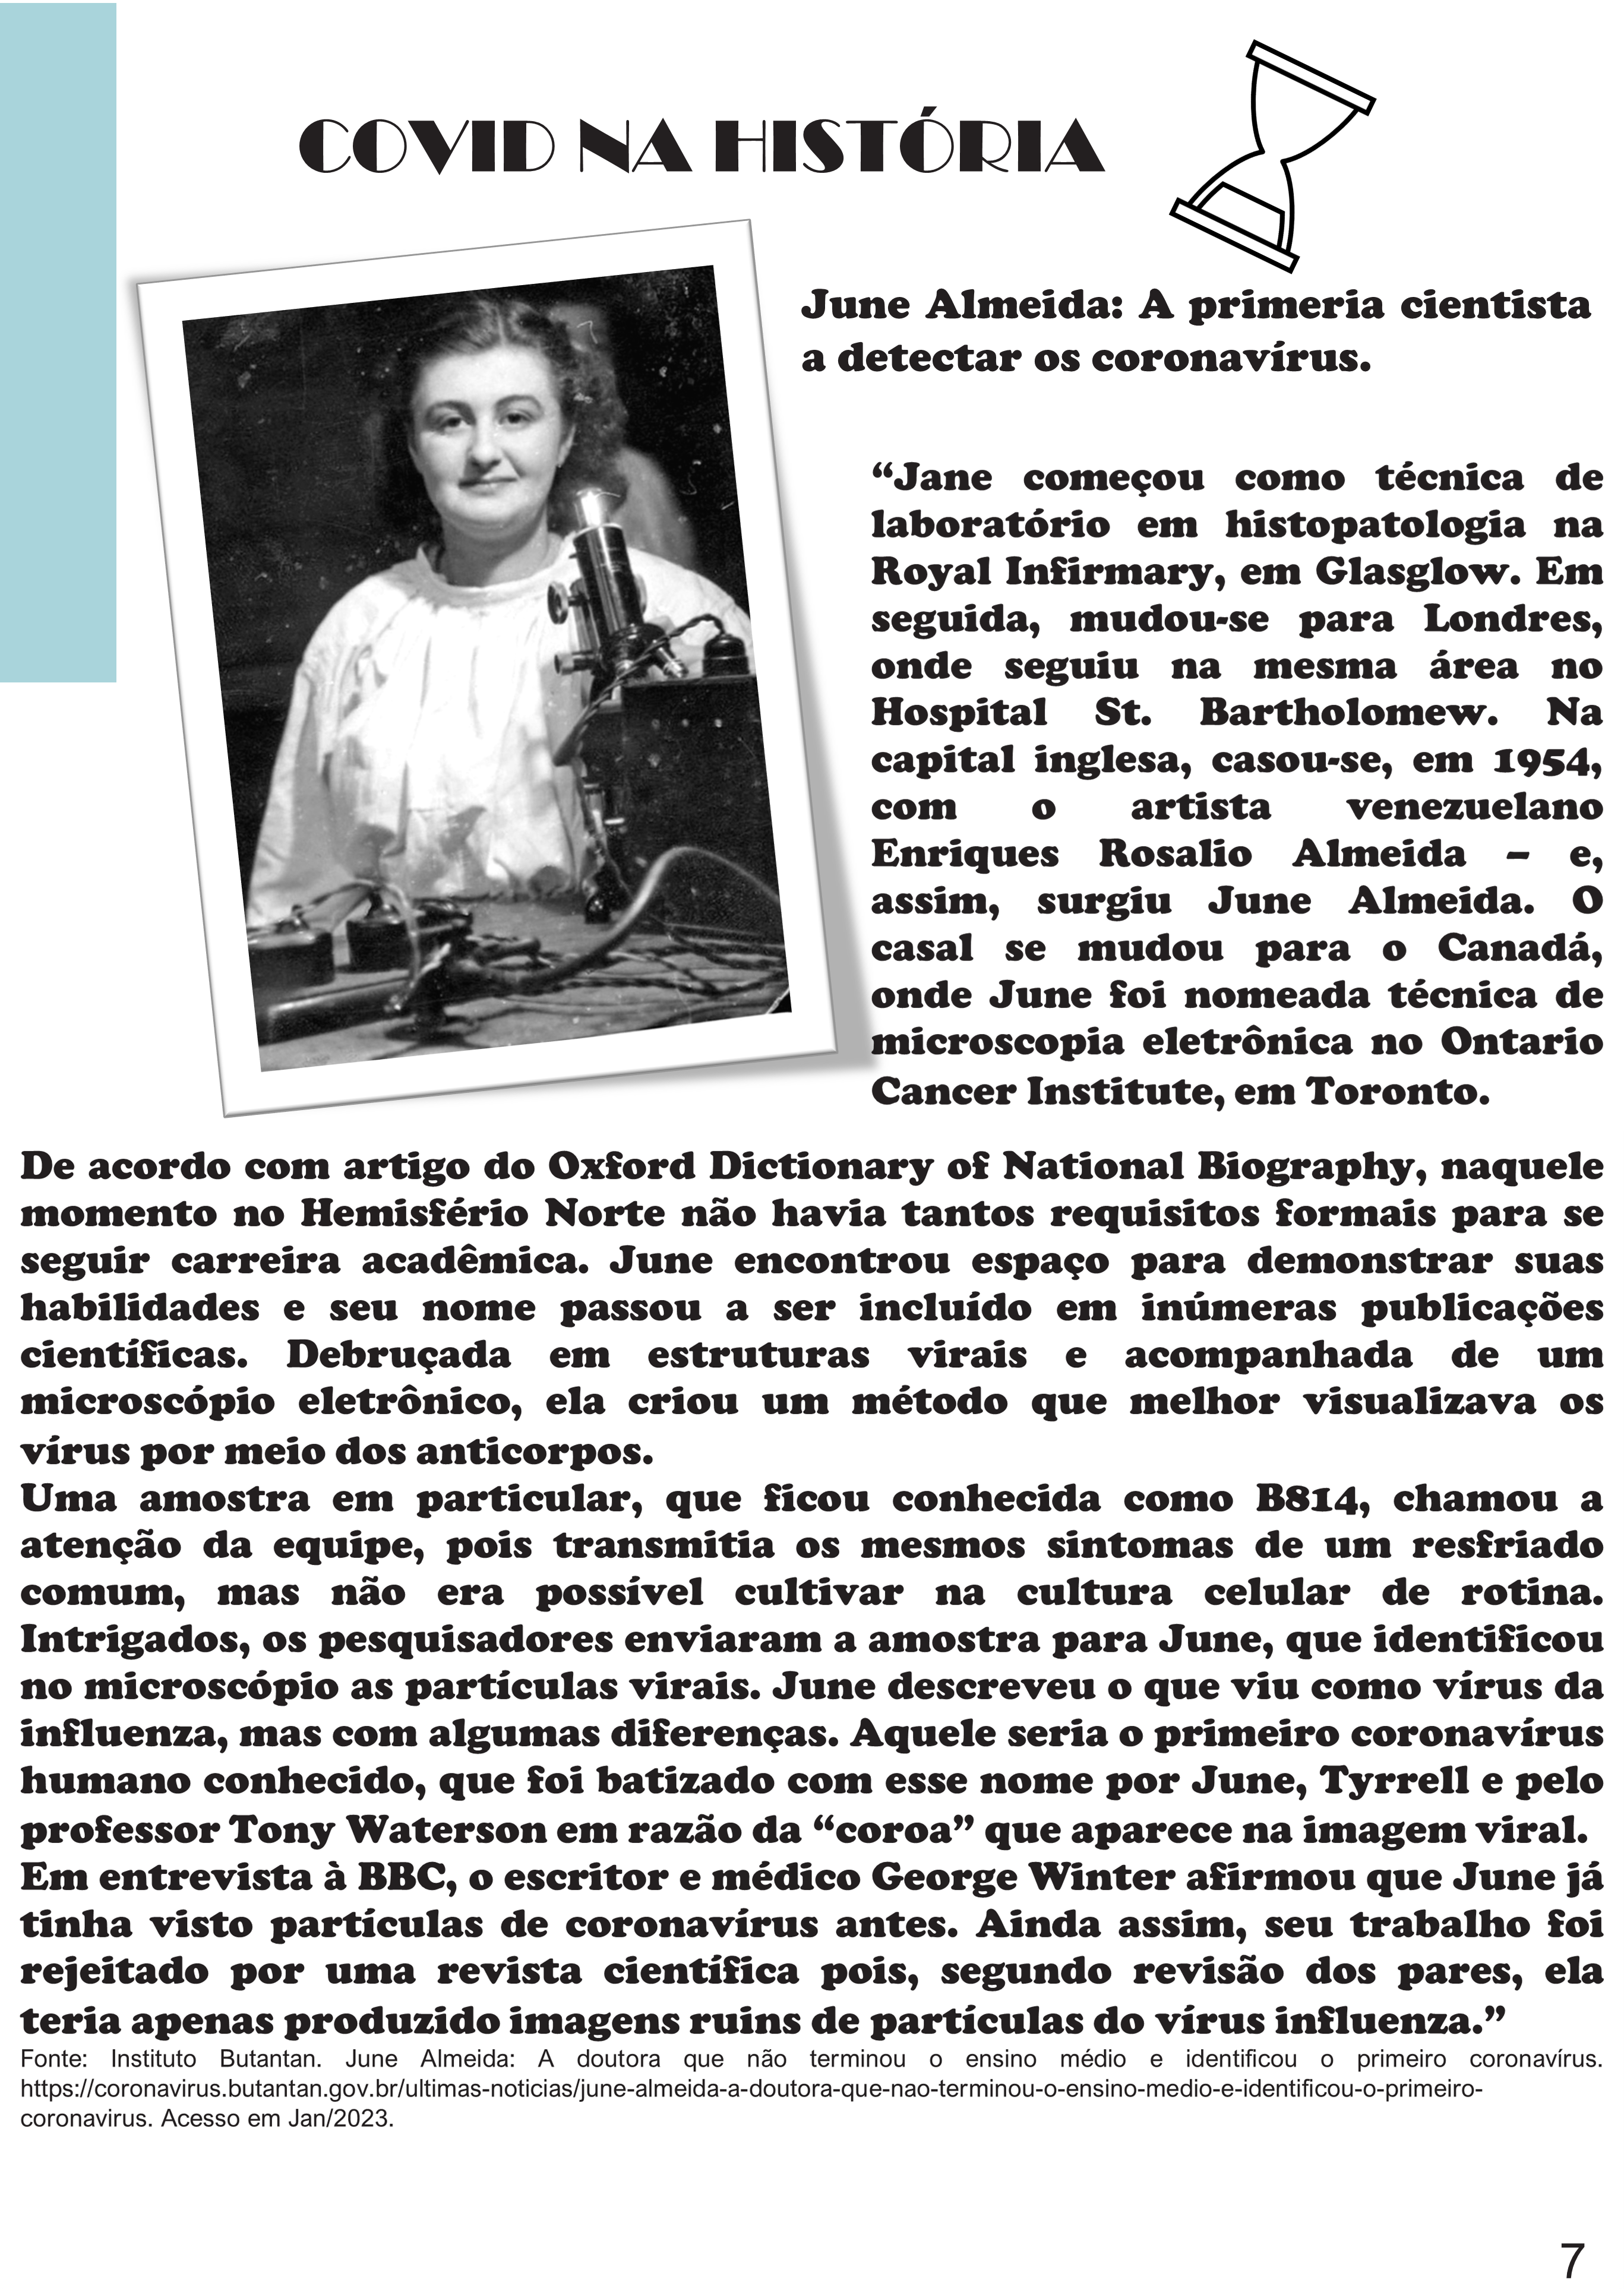 COVID NA HISTÓRIA
June Almeida: A primeria cientista
a detectar os coronavírus.
“Jane começou como técnica de
laboratório em histopatologia na
Royal Infirmary, em Glasglow. Em
seguida, mudou-se para Londres,
onde seguiu na mesma área no
Hospital St. Bartholomew. Na
capital inglesa, casou-se, em 1954,
com o artista venezuelano
Enriques Rosalio Almeida – e,
assim, surgiu June Almeida. O
casal se mudou para o Canadá,
onde June foi nomeada técnica de
microscopia eletrônica no Ontario
Cancer Institute, em Toronto.
De acordo com artigo do Oxford Dictionary of National Biography, naquele
momento no Hemisfério Norte não havia tantos requisitos formais para se
seguir carreira acadêmica. June encontrou espaço para demonstrar suas
habilidades e seu nome passou a ser incluído em inúmeras publicações
científicas. Debruçada em estruturas virais e acompanhada de um
microscópio eletrônico, ela criou um método que melhor visualizava os
vírus por meio dos anticorpos.
Uma amostra em particular, que ficou conhecida como B814, chamou a
atenção da equipe, pois transmitia os mesmos sintomas de um resfriado
comum, mas não era possível cultivar na cultura celular de rotina.
Intrigados, os pesquisadores enviaram a amostra para June, que identificou
no microscópio as partículas virais. June descreveu o que viu como vírus da
influenza, mas com algumas diferenças. Aquele seria o primeiro coronavírus
humano conhecido, que foi batizado com esse nome por June, Tyrrell e pelo
professor Tony Waterson em razão da “coroa” que aparece na imagem viral.
Em entrevista à BBC, o escritor e médico George Winter afirmou que June já
tinha visto partículas de coronavírus antes. Ainda assim, seu trabalho foi
rejeitado por uma revista científica pois, segundo revisão dos pares, ela
teria apenas produzido imagens ruins de partículas do vírus influenza.”
Fonte: Instituto Butantan. June Almeida: A doutora que não terminou o ensino médio e identificou o primeiro coronavírus.
https://coronavirus.butantan.gov.br/ultimas-noticias/june-almeida-a-doutora-que-nao-terminou-o-ensino-medio-e-identificou-o-primeiro-
coronavirus. Acesso em Jan/2023.
7